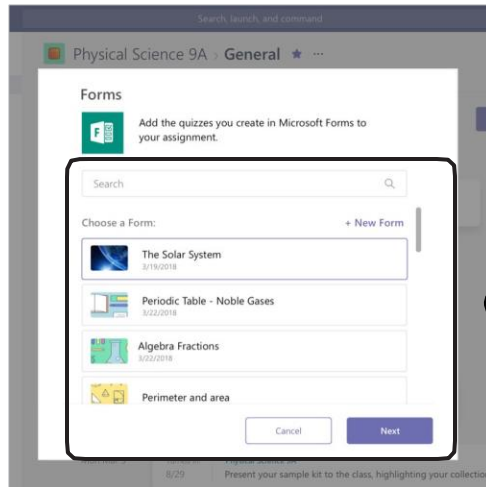 Search, launch, and command
Physical Science 9A › General ★ ···
Forms
F
Add the quizzes you create in Microsoft Forms to
your assignment.
Search
Choose a Form:
+ New Form
The Solar System
3/19/2018
Periodic Table - Noble Gases
3/22/2018
Algebra Fractions
3/22/2018
Perimeter and area
Cancel
Next
Physical Science 9A
8/29
Present your sample kit to the class, highlighting your collection